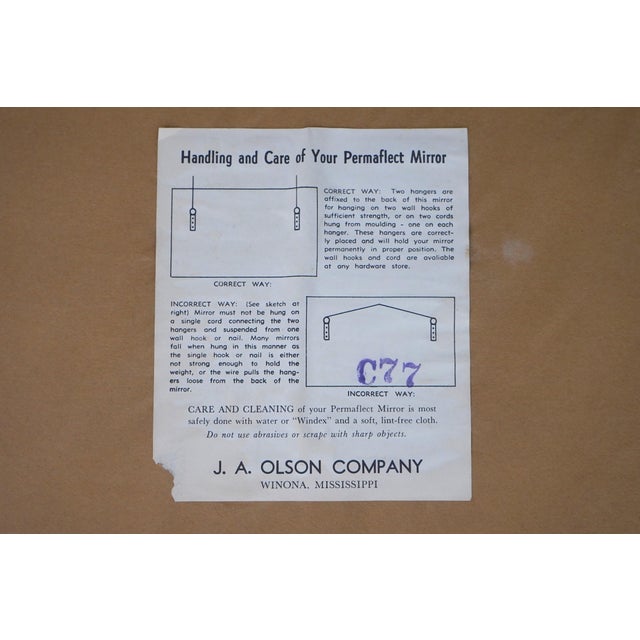 Handling and Care of Your Permaflect Mirror
CORRECT WAY: Two hangers are
affixed to the back of this mirror
for hanging on two wall hooks of
sufficient strength, or on two cords
hung from moulding - one on each
hanger. These hangers are correct-
ly placed and will hold your mirror
permanently in proper position. The
wall hooks and cord are avaliable
at any hardware store.
CORRECT WAY:
INCORRECT WAY: (See sketch at
right) Mirror must not be hung on
a single cord connecting the two
hangers and suspended from one
wall hook or nail. Many mirrors
fall when hung in this manner as
the single hook or nail is either
not strong enough to hold the
weight, or the wire pulls the hang-
ers loose from the back of the
mirror.
C77
INCORRECT WAY:
CARE AND CLEANING of your Permaflect Mirror is most
safely done with water or "Windex" and a soft, lint-free cloth.
Do not use abrasives or scrape with sharp objects.
J. A. OLSON COMPANY
WINONA, MISSISSIPPI